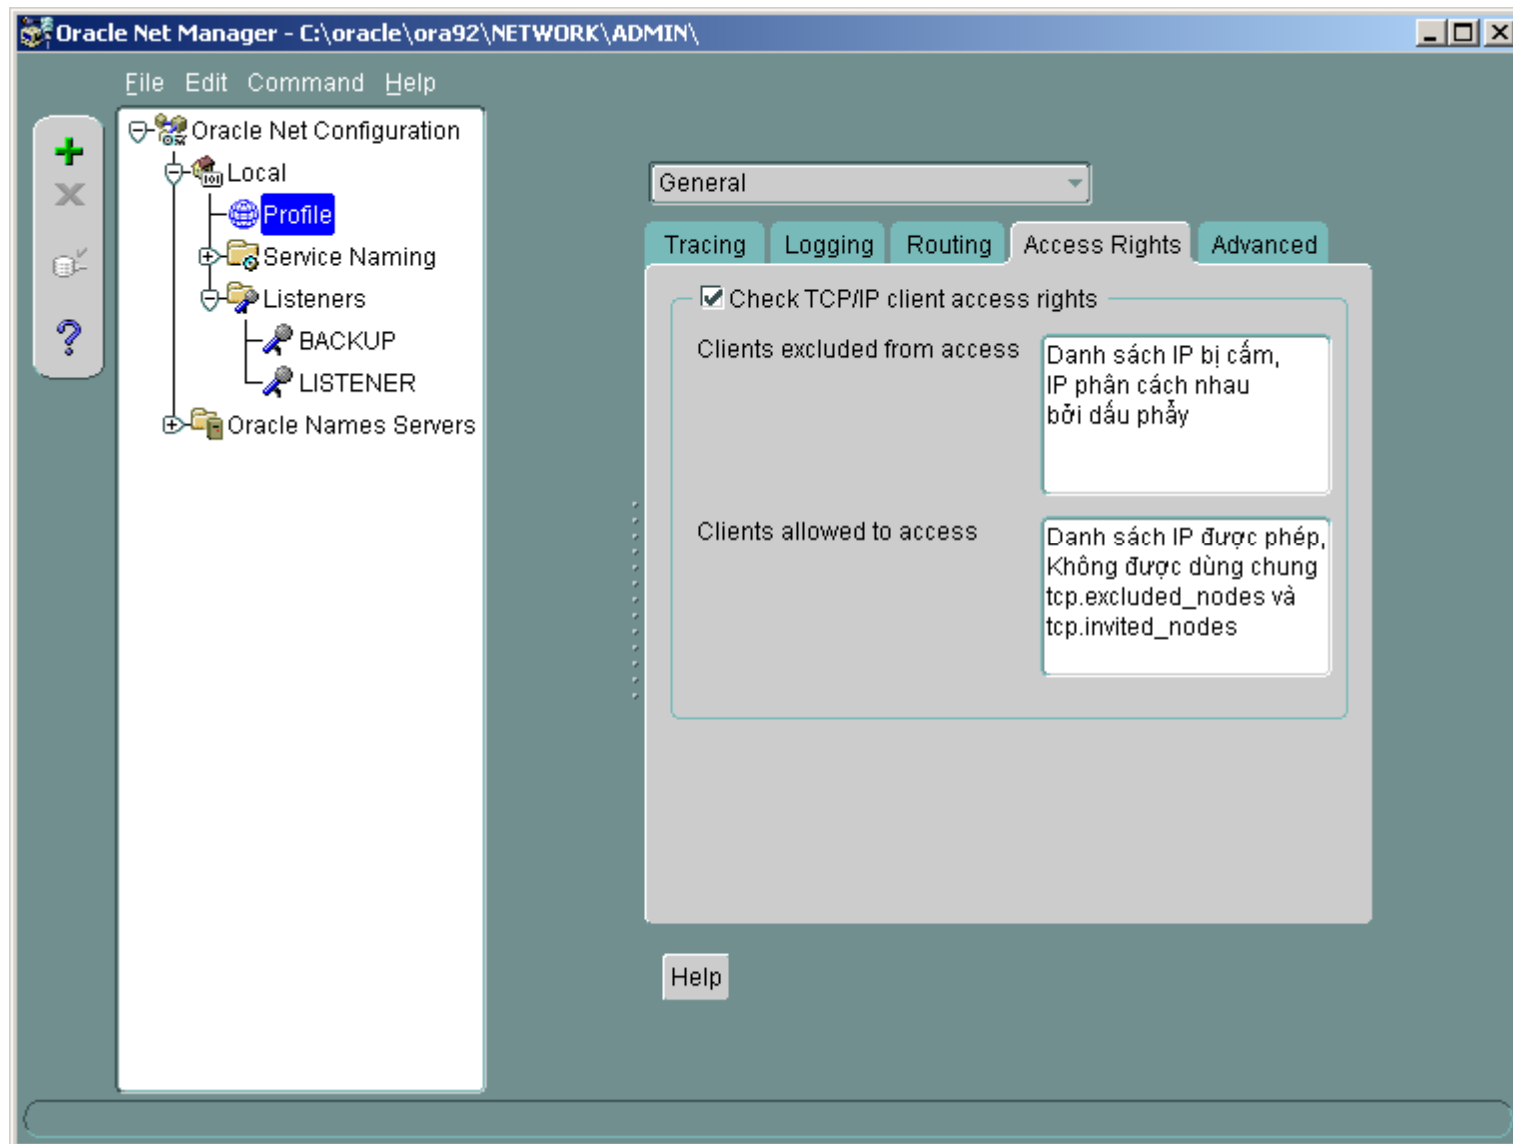 Oracle Net Manager - C:\oracle\ora92\NETWORK\ADMIN\
File Edit Command Help
Oracle Net Configuration
Local
Profile
Service Naming
Listeners
BACKUP
LISTENER
Oracle Names Servers
General
Tracing Logging Routing Access Rights Advanced
Check TCP/IP client access rights
Clients excluded from access
Danh sách IP bị cấm,
IP phân cách nhau
bởi dấu phẩy
Clients allowed to access
Danh sách IP được phép,
Không được dùng chung
tcp.excluded_nodes và
tcp.invited_nodes
Help